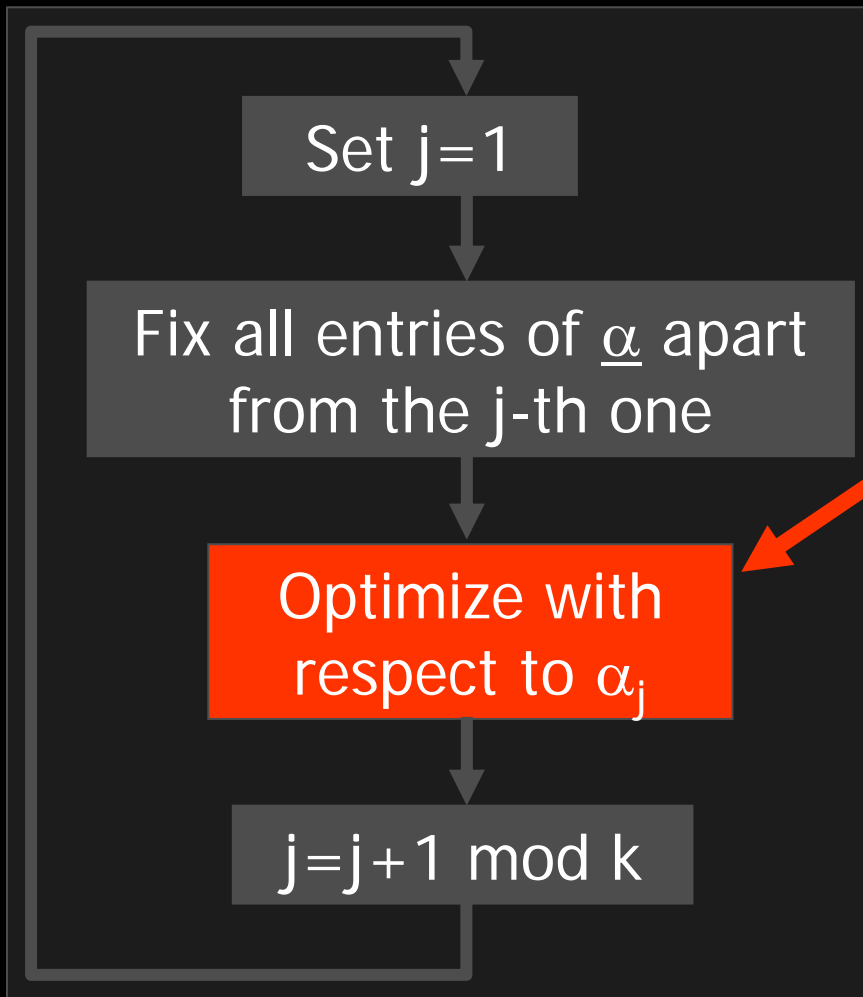 Set j=1
Fix all entries of α apart
from the j-th one
Optimize with
respect to αj
j=j+1 mod k